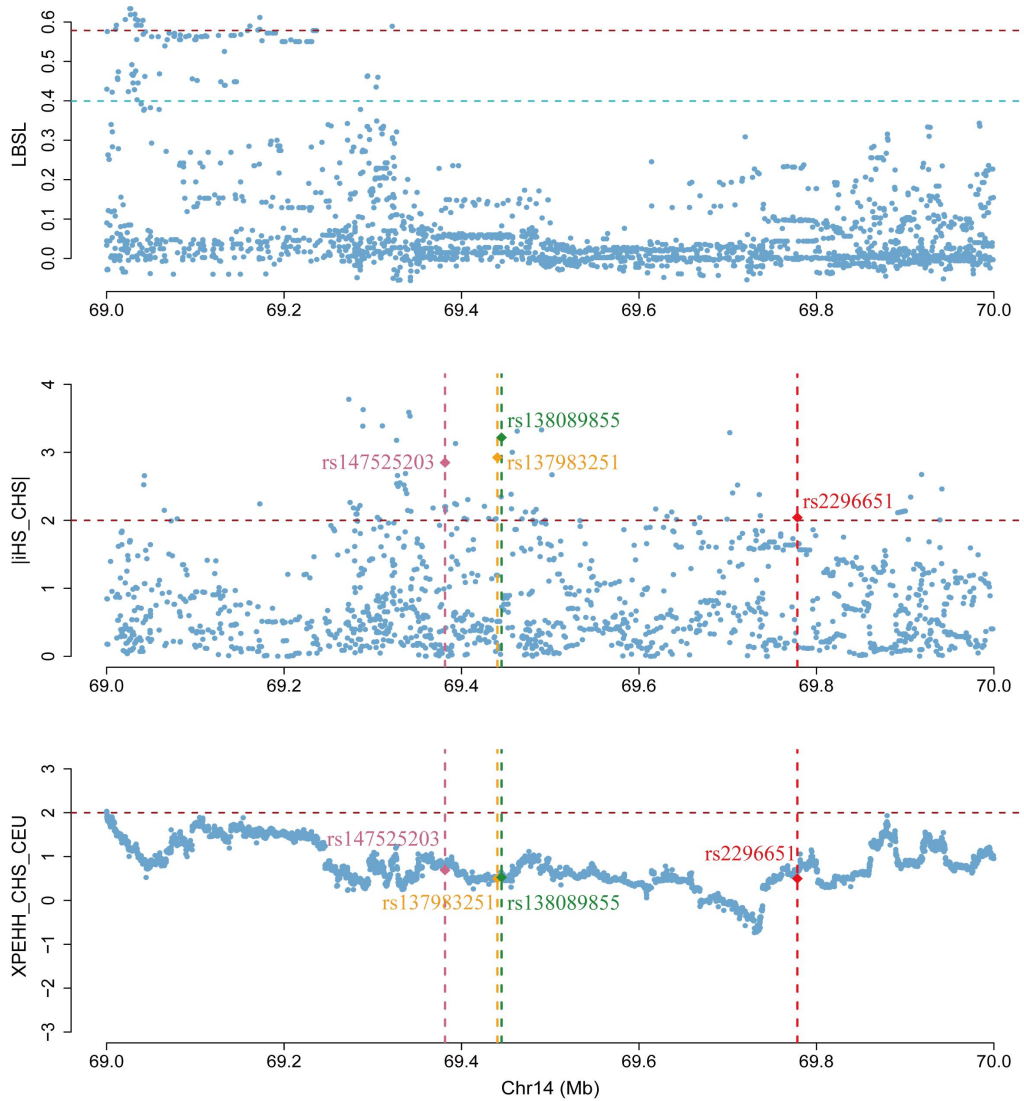 LBSL
0.6
0.5
0.4
0.3
0.2
0.1
0.0
69.0 69.2 69.4 69.6 69.8 70.0
|iHS_CHS|
4
3
2
1
0
rs138089855
rs147525203 rs137983251
rs2296651
69.0 69.2 69.4 69.6 69.8 70.0
XPEHH_CHS_CEU
3
2
1
0
−1
−2
−3
rs147525203
rs2296651
rs137983251 rs138089855
69.0 69.2 69.4 69.6 69.8 70.0
Chr14 (Mb)